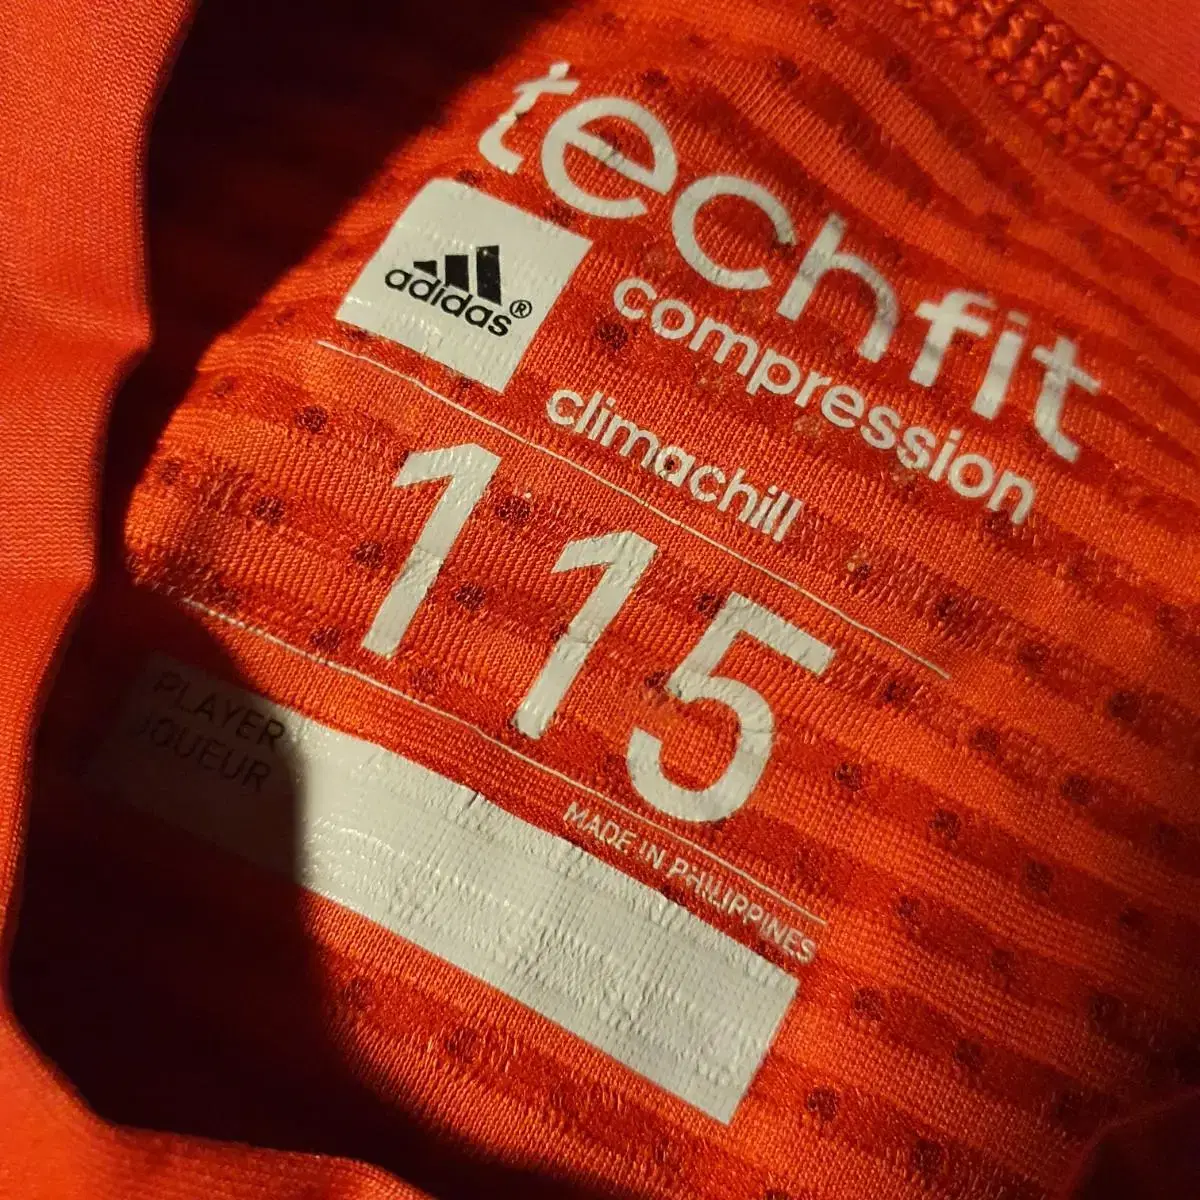 techfit
adidas®
compression
climachill
115
MADE IN PHILIPPINES
PLAYER
JOUEUR